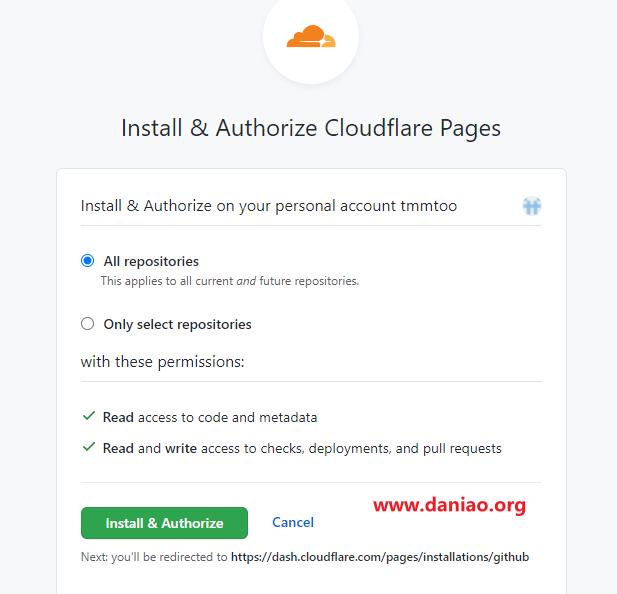 Install & Authorize Cloudflare Pages
Install & Authorize on your personal account tmmtoo
All repositories
This applies to all current and future repositories.
Only select repositories
with these permissions:
Read access to code and metadata
Read and write access to checks, deployments, and pull requests
www.daniao.org
Install & Authorize
Cancel
Next: you'll be redirected to https://dash.cloudflare.com/pages/installations/github